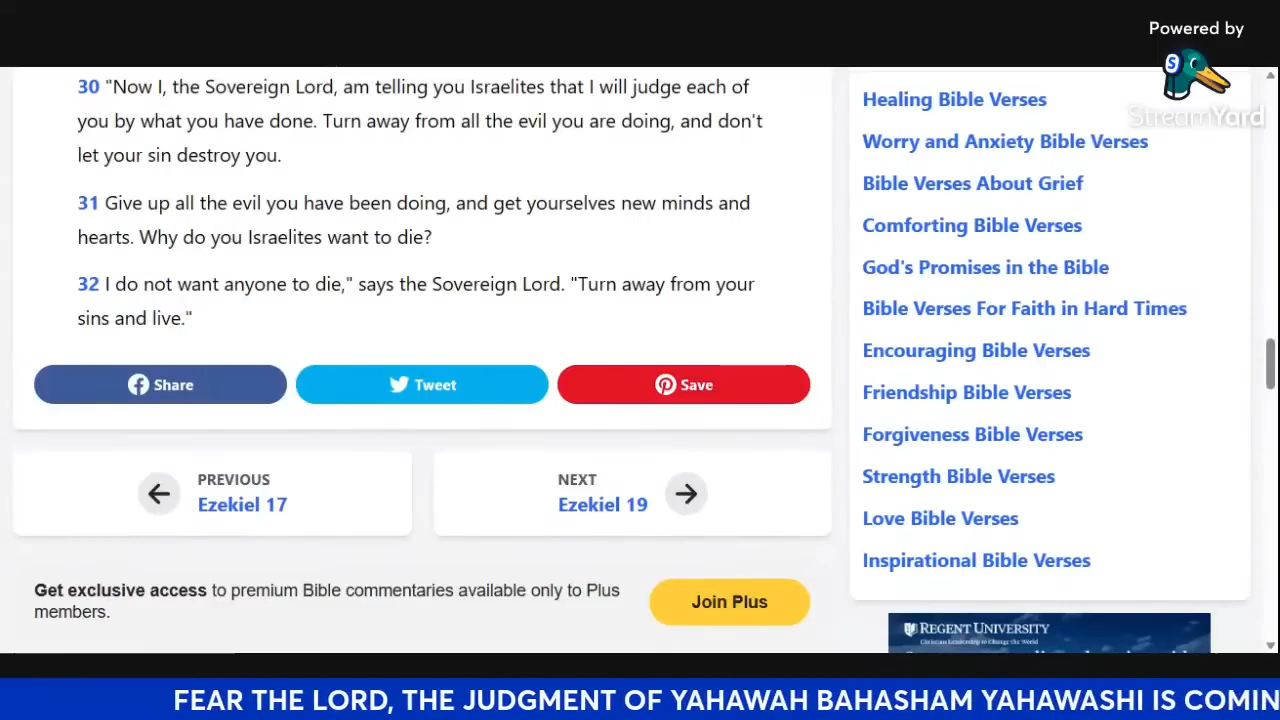 Powered by
StreamYard
30 "Now I, the Sovereign Lord, am telling you Israelites that I will judge each of
you by what you have done. Turn away from all the evil you are doing, and don't
let your sin destroy you.
31 Give up all the evil you have been doing, and get yourselves new minds and
hearts. Why do you Israelites want to die?
32 I do not want anyone to die," says the Sovereign Lord. "Turn away from your
sins and live."
Share
Tweet
Save
PREVIOUS
Ezekiel 17
NEXT
Ezekiel 19
Get exclusive access to premium Bible commentaries available only to Plus
members.
Join Plus
Healing Bible Verses
Worry and Anxiety Bible Verses
Bible Verses About Grief
Comforting Bible Verses
God's Promises in the Bible
Bible Verses For Faith in Hard Times
Encouraging Bible Verses
Friendship Bible Verses
Forgiveness Bible Verses
Strength Bible Verses
Love Bible Verses
Inspirational Bible Verses
REGENT UNIVERSITY
Christian Leadership to Change the World
FEAR THE LORD, THE JUDGMENT OF YAHAWAH BAHASHAM YAHAWASHI IS COMIN